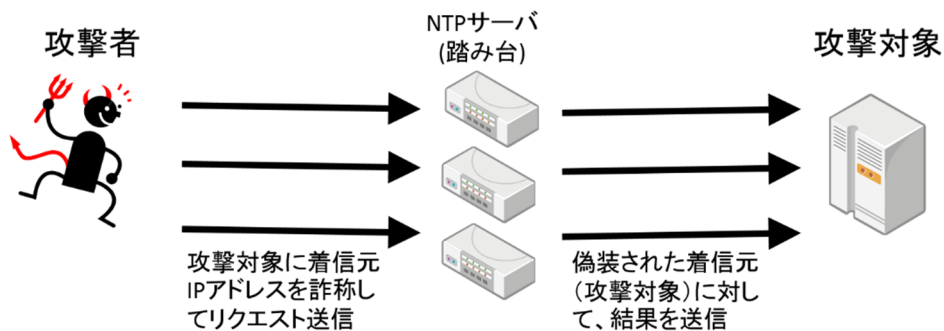 攻撃者
NTPサーバ
(踏み台)
攻撃対象
攻撃対象に着信元
IPアドレスを詐称し
てリクエスト送信
偽装された着信元
(攻撃対象)に対し
て、結果を送信